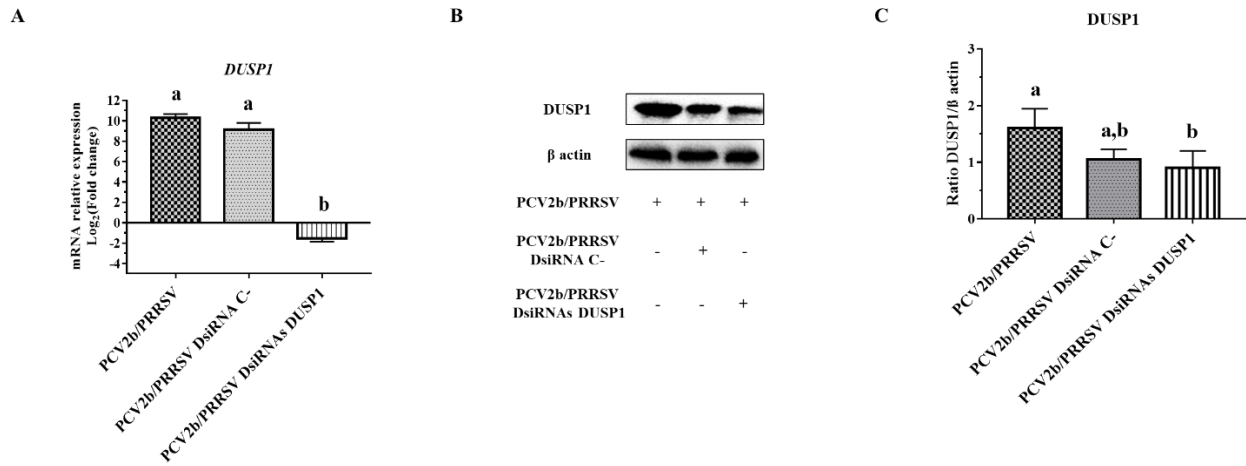 A
DUSP1
mRNA relative expression
Log₂(Fold change)
12
10
8
6
4
2
0
-2
-4
a
a
b
PCV2b/PRRSV
PCV2b/PRRSV DsiRNA C-
PCV2b/PRRSV DsiRNAs DUSP1
B
DUSP1
β actin
PCV2b/PRRSV + + +
PCV2b/PRRSV
DsiRNA C-
- + -
PCV2b/PRRSV
DsiRNAs DUSP1
- - +
C
DUSP1
Ratio DUSP1/ß actin
3
2
1
0
a
a,b
b
PCV2b/PRRSV
PCV2b/PRRSV DsiRNA C-
PCV2b/PRRSV DsiRNAs DUSP1